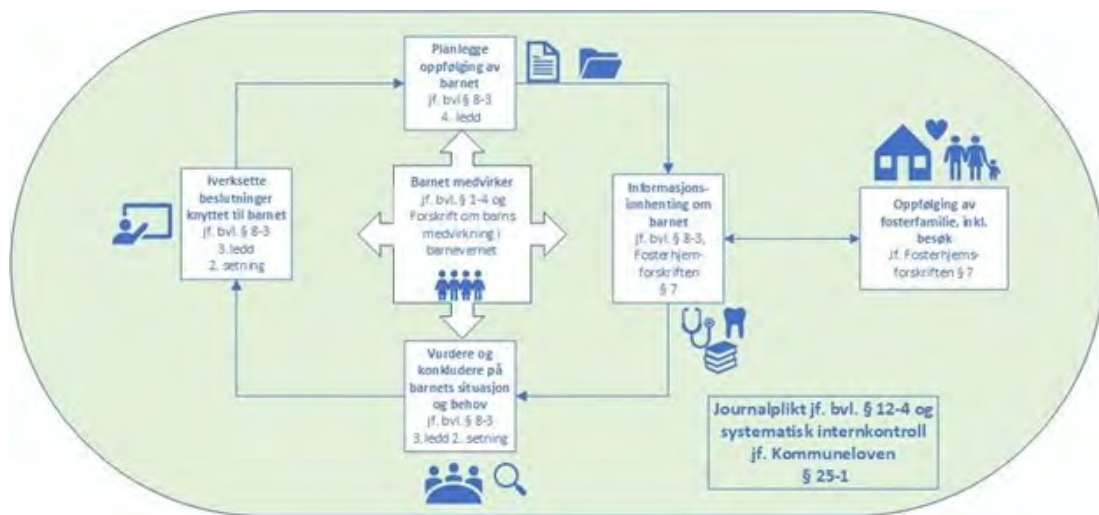 Planlegge
oppfølging av
barnet
jf. bvl § 8-3
4. ledd
Iverksette
beslutninger
knyttet til barnet
jf. bvl § 8-3
3. ledd
2. setning
Barnet medvirker
jf. bvl. § 1-4 og
Forskrift om barns
medvirkning i
barnevernet
Informasjons-
innhenting om
barnet
jf. bvl. § 8-3,
Fosterhjem-
forskriften
§ 7
Oppfølging av
fosterfamilie, inkl.
besøk
Jf. Fosterhjems-
forskriften § 7
Vurdere og
konkludere på
barnets situasjon
og behov
jf. bvl. § 8-3
3. ledd 2. setning
Journalplikt jf. bvl. § 12-4 og
systematisk internkontroll
jf. Kommuneloven
§ 25-1